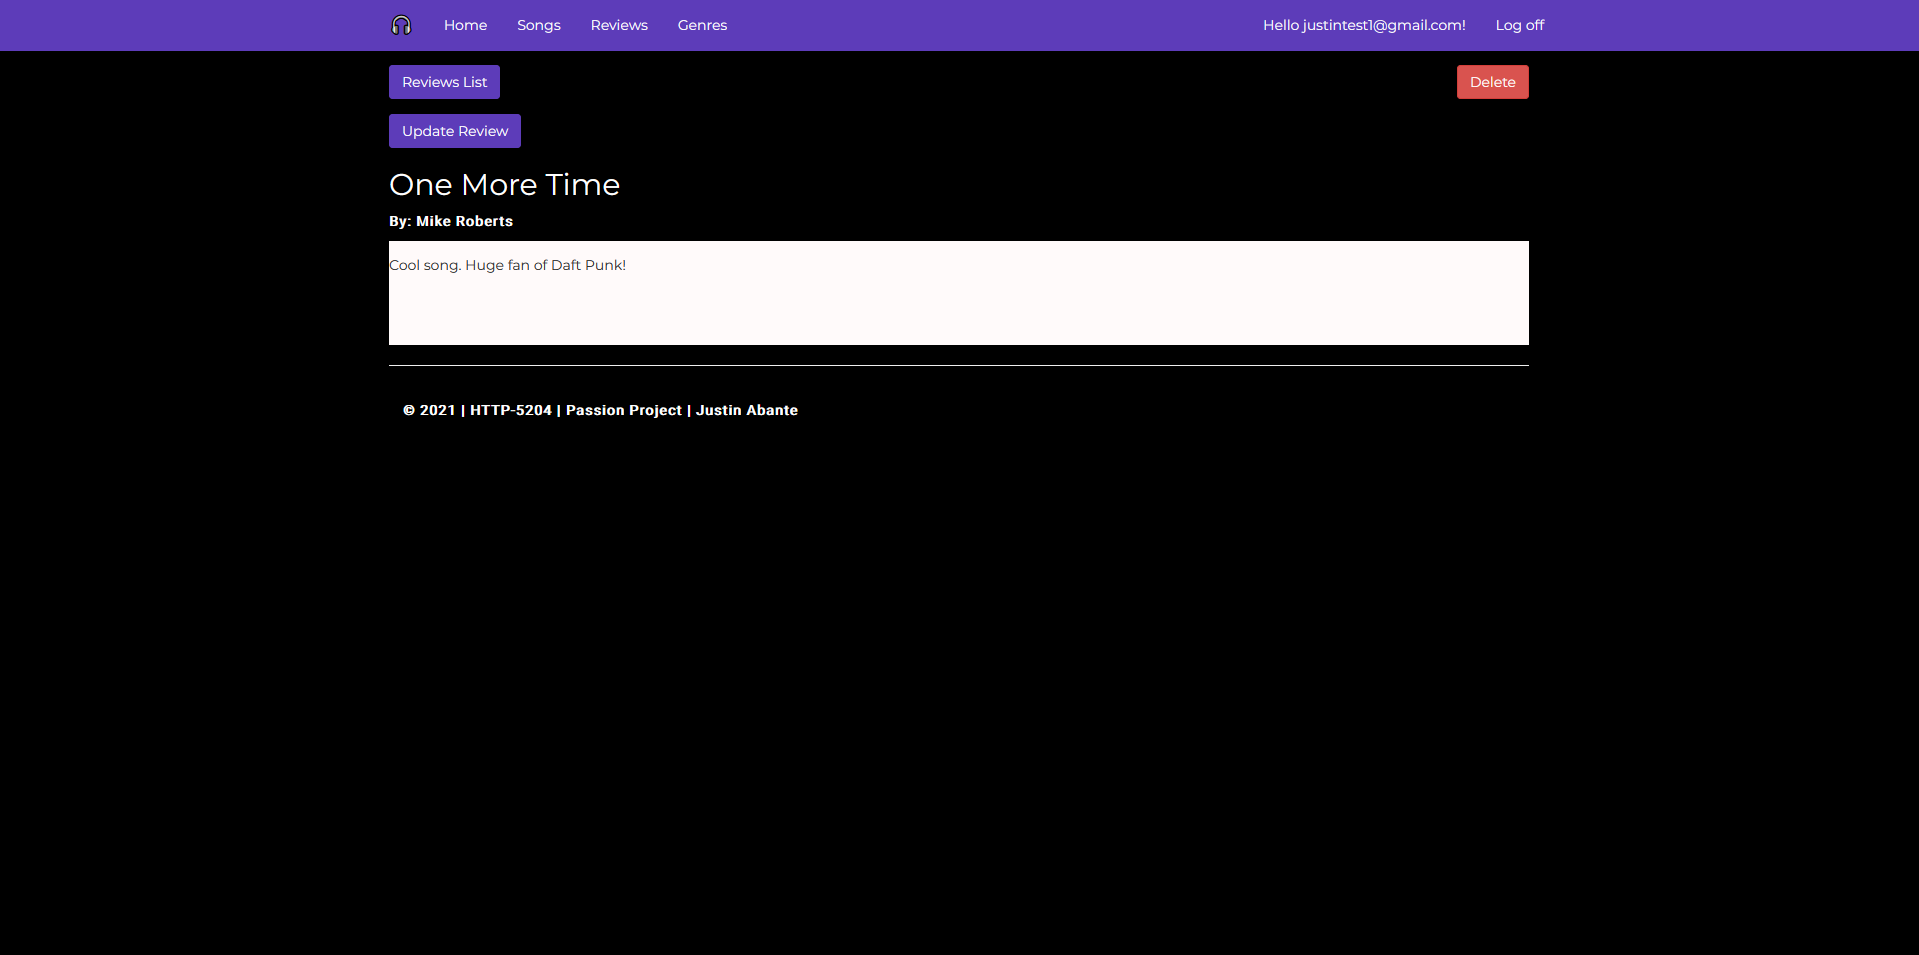 Home Songs Reviews Genres Hello justintest1@gmail.com! Log off
Reviews List Delete
Update Review
One More Time
By: Mike Roberts
Cool song. Huge fan of Daft Punk!
© 2021 | HTTP-5204 | Passion Project | Justin Abante